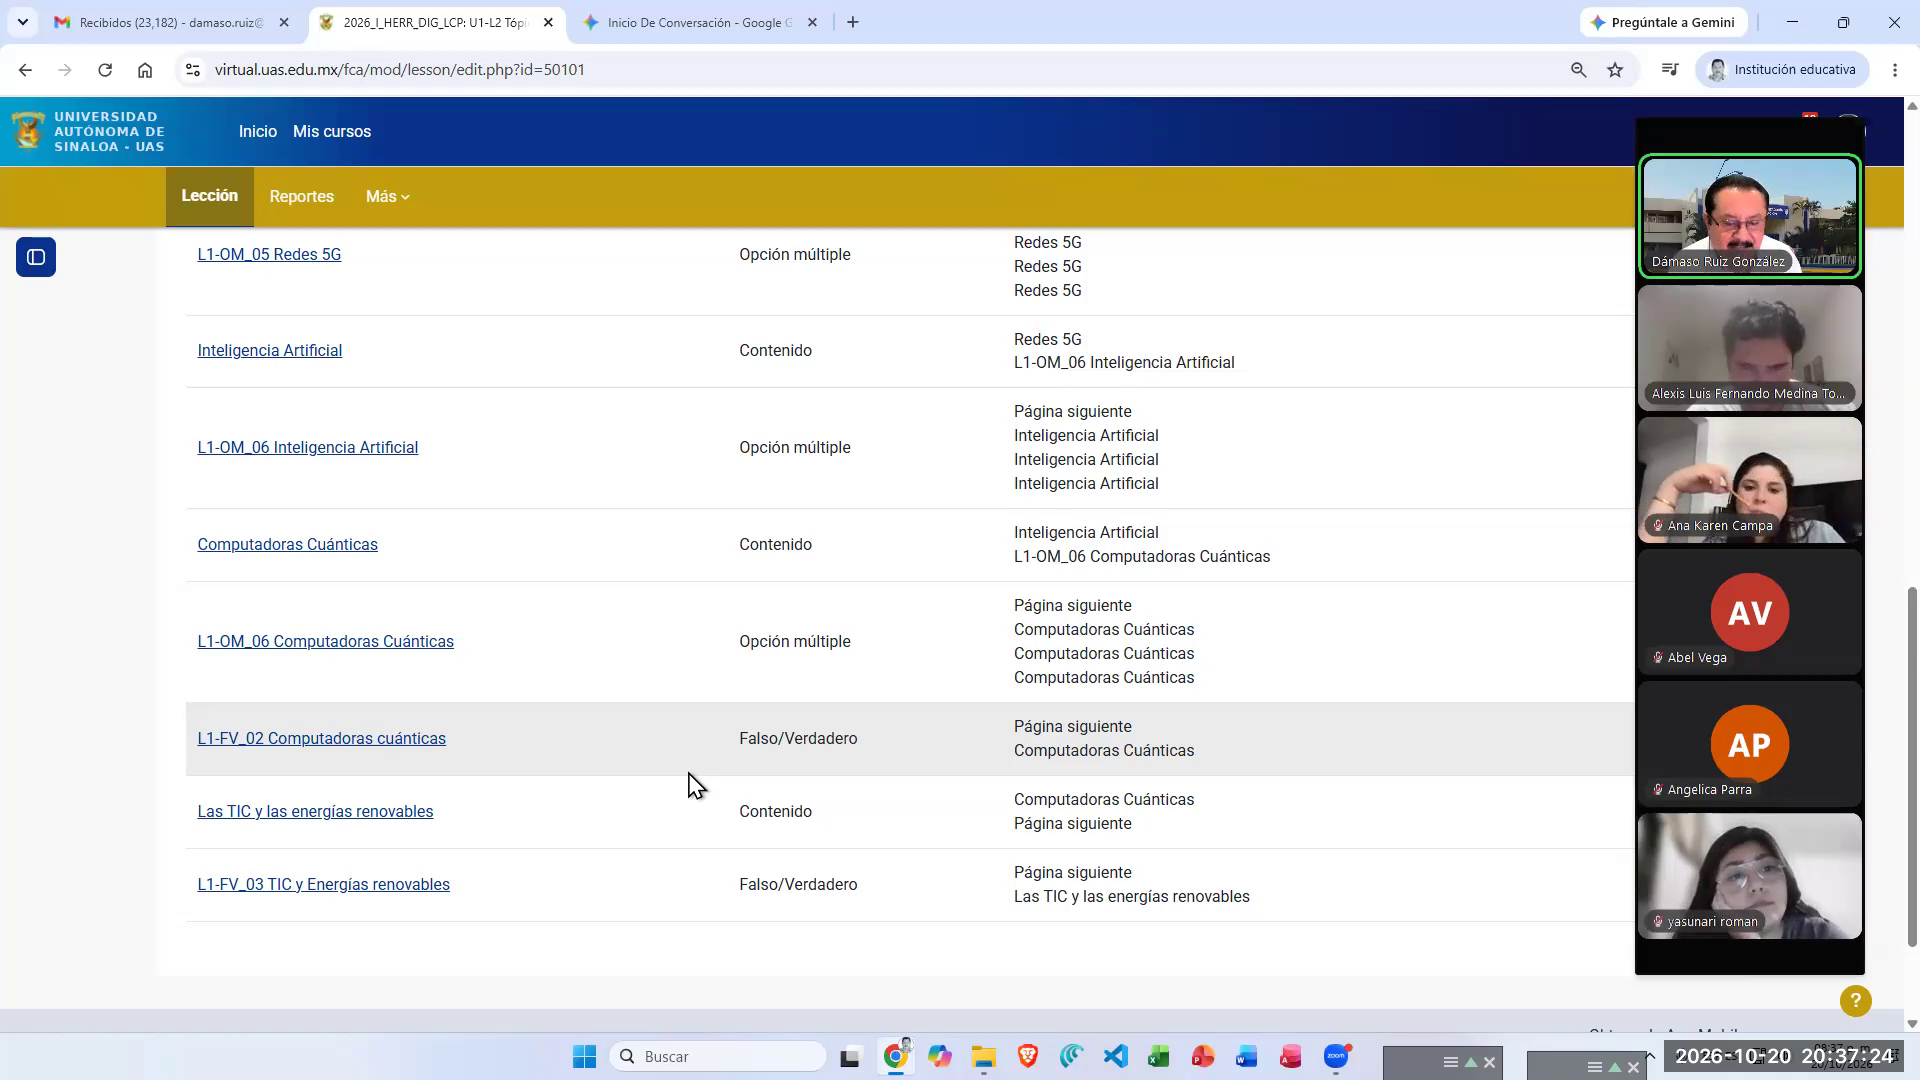 Recibidos (23,182) - damaso.ruiz@
2026_I_HERR_DIG_LCP: U1-L2 Tópi
Inicio De Conversación - Google G
Pregúntale a Gemini
virtual.uas.edu.mx/fca/mod/lesson/edit.php?id=50101
Institución educativa
UNIVERSIDAD
AUTÓNOMA DE
SINALOA - UAS
Inicio
Mis cursos
Lección
Reportes
Más
L1-OM_05 Redes 5G
Opción múltiple
Redes 5G
Redes 5G
Redes 5G
Inteligencia Artificial
Contenido
Redes 5G
L1-OM_06 Inteligencia Artificial
L1-OM_06 Inteligencia Artificial
Opción múltiple
Página siguiente
Inteligencia Artificial
Inteligencia Artificial
Inteligencia Artificial
Computadoras Cuánticas
Contenido
Inteligencia Artificial
L1-OM_06 Computadoras Cuánticas
L1-OM_06 Computadoras Cuánticas
Opción múltiple
Página siguiente
Computadoras Cuánticas
Computadoras Cuánticas
Computadoras Cuánticas
L1-FV_02 Computadoras cuánticas
Falso/Verdadero
Página siguiente
Computadoras Cuánticas
Las TIC y las energías renovables
Contenido
Computadoras Cuánticas
Página siguiente
L1-FV_03 TIC y Energías renovables
Falso/Verdadero
Página siguiente
Las TIC y las energías renovables
Dámaso Ruiz González
Alexis Luis Fernando Medina To...
Ana Karen Campa
AV
Abel Vega
AP
Angelica Parra
yasunari roman
?
Buscar
zoom
2026-10-20 20:37:24